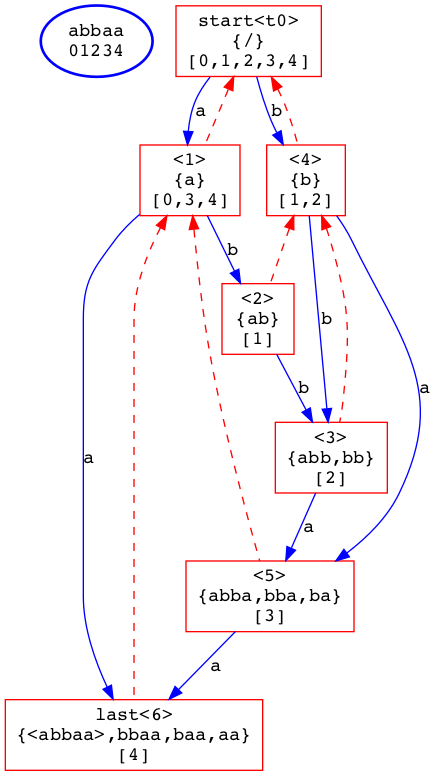 abbaa
01234
start<t0>
{/}
[0,1,2,3,4]
a
b
<1>
{a}
[0,3,4]
<4>
{b}
[1,2]
b
<2>
{ab}
[1]
b
b
a
a
<3>
{abb,bb}
[2]
a
<5>
{abba,bba,ba}
[3]
a
last<6>
{<abbaa>,bbaa,baa,aa}
[4]